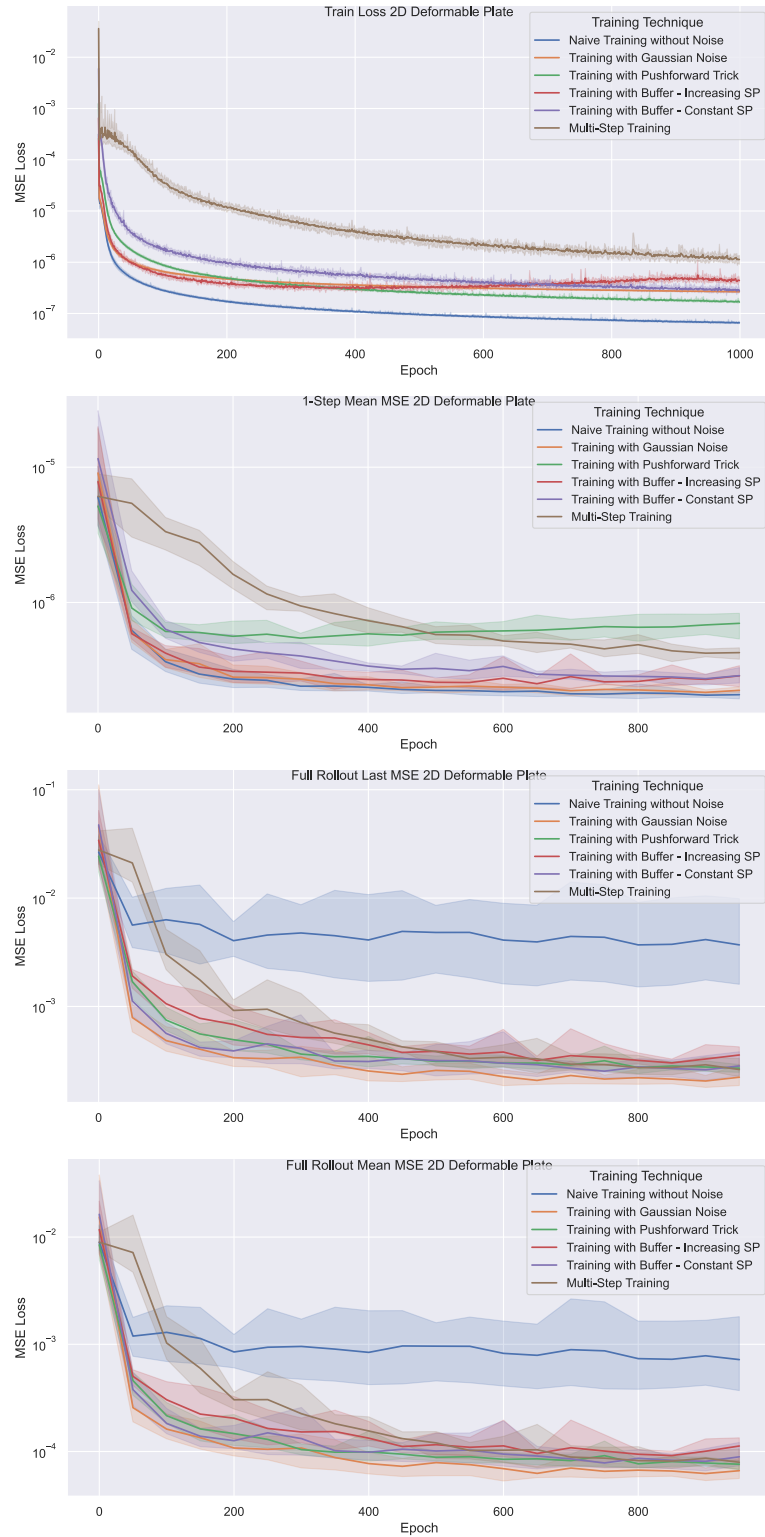 Train Loss 2D Deformable Plate
Training Technique
Naive Training without Noise
Training with Gaussian Noise
Training with Pushforward Trick
Training with Buffer - Increasing SP
Training with Buffer - Constant SP
Multi-Step Training
MSE Loss
10⁻²
10⁻³
10⁻⁴
10⁻⁵
10⁻⁶
10⁻⁷
0 200 400 600 800 1000
Epoch
1-Step Mean MSE 2D Deformable Plate
Training Technique
Naive Training without Noise
Training with Gaussian Noise
Training with Pushforward Trick
Training with Buffer - Increasing SP
Training with Buffer - Constant SP
Multi-Step Training
MSE Loss
10⁻⁵
10⁻⁶
0 200 400 600 800
Epoch
Full Rollout Last MSE 2D Deformable Plate
Training Technique
Naive Training without Noise
Training with Gaussian Noise
Training with Pushforward Trick
Training with Buffer - Increasing SP
Training with Buffer - Constant SP
Multi-Step Training
MSE Loss
10⁻¹
10⁻²
10⁻³
0 200 400 600 800
Epoch
Full Rollout Mean MSE 2D Deformable Plate
Training Technique
Naive Training without Noise
Training with Gaussian Noise
Training with Pushforward Trick
Training with Buffer - Increasing SP
Training with Buffer - Constant SP
Multi-Step Training
MSE Loss
10⁻²
10⁻³
10⁻⁴
0 200 400 600 800
Epoch